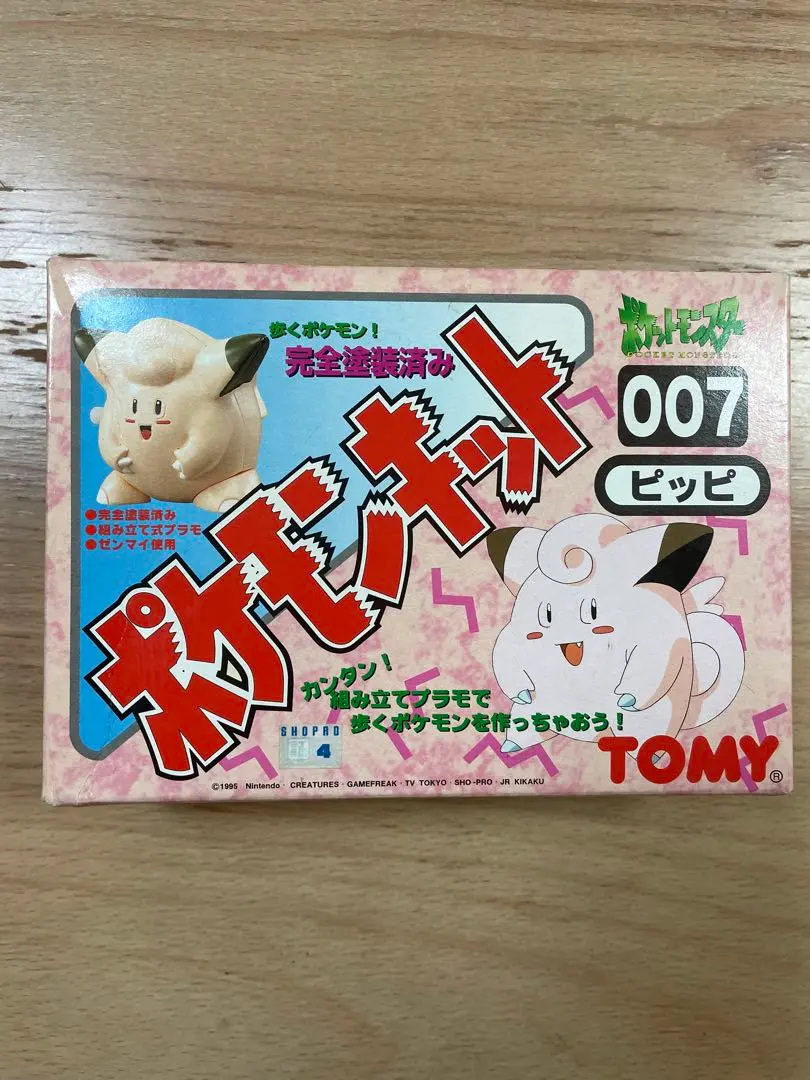 歩くポケモン!
完全塗装済み
●完全塗装済み
●組み立て式プラモ
●ゼンマイ使用
ポケモンキット
ポケットモンスター
POCKET MONSTERS
007
ピッピ
カンタン!
組み立てプラモで
歩くポケモンを作っちゃおう!
SHOPRO
4
TOMY®
©1995 Nintendo · CREATURES · GAMEFREAK · TV TOKYO · SHO-PRO · JR KIKAKU